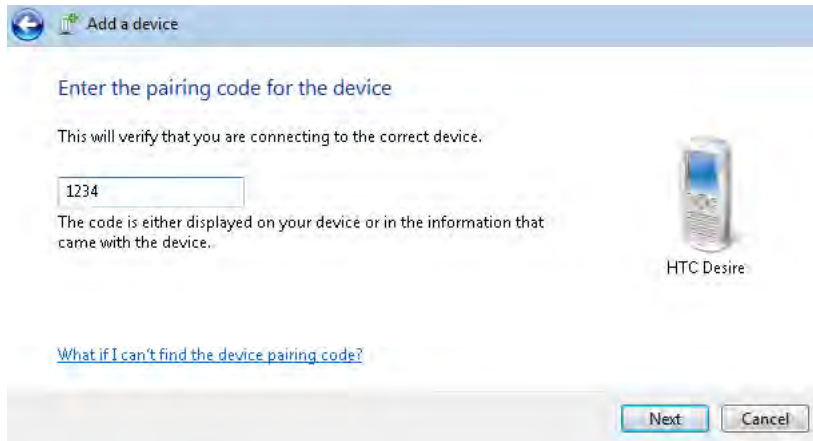 Add a device
Enter the pairing code for the device
This will verify that you are connecting to the correct device.
1234
The code is either displayed on your device or in the information that
came with the device.
HTC Desire
What if I can't find the device pairing code?
Next
Cancel